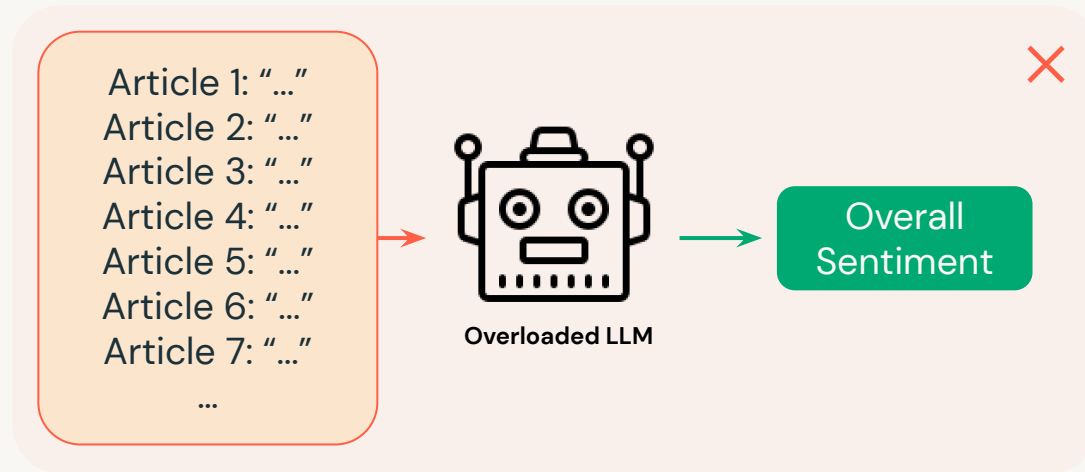 Article 1: “...”
Article 2: “...”
Article 3: “...”
Article 4: “...”
Article 5: “...”
Article 6: “...”
Article 7: “...”
...
Overloaded LLM
Overall
Sentiment